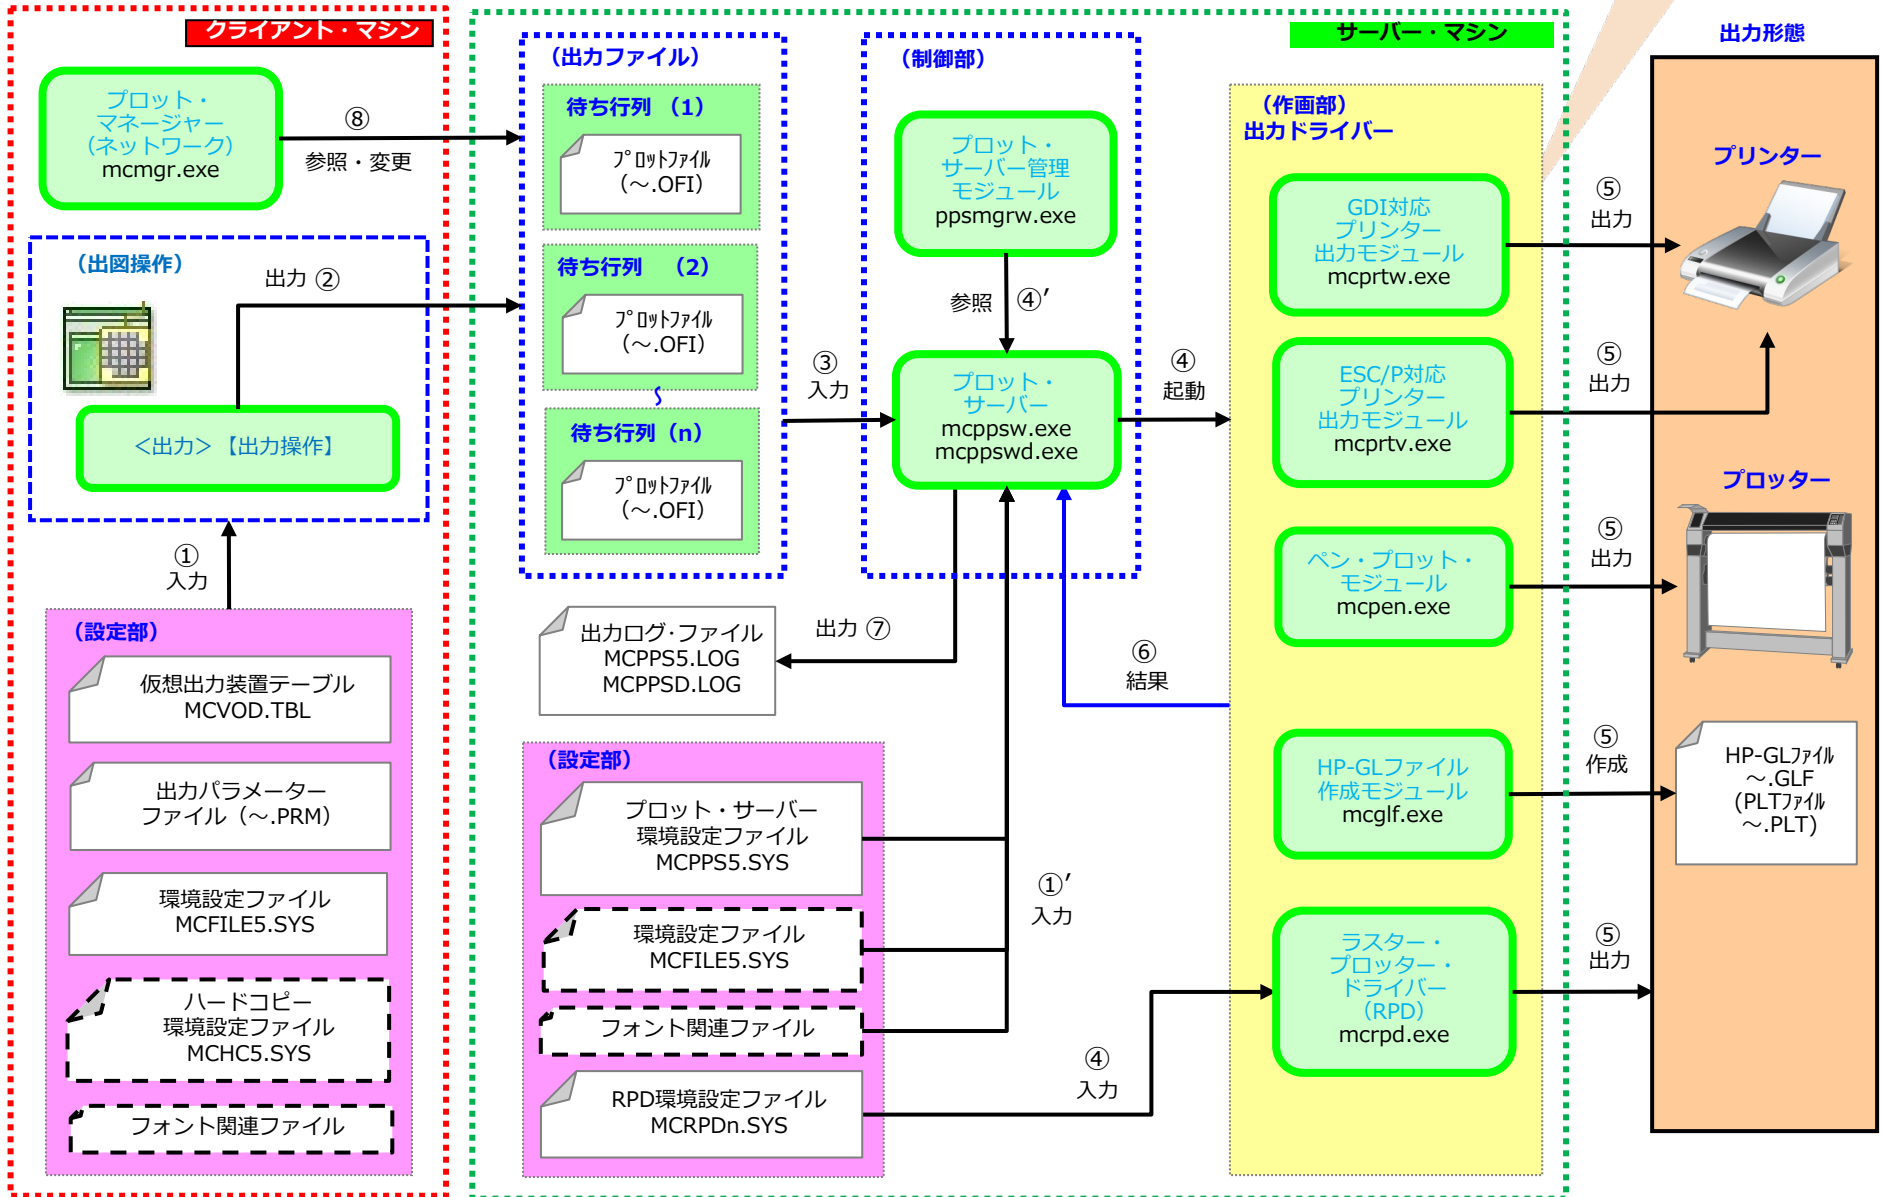 クライアント・マシン
プロット・
マネージャー
（ネットワーク）
mcmgr.exe
⑧
参照・変更
（出図操作）
出力 ②
＜出力＞【出力操作】
①
入力
（設定部）
仮想出力装置テーブル
MCVOD.TBL
出力パラメーター
ファイル（～.PRM）
環境設定ファイル
MCFILE5.SYS
ハードコピー
環境設定ファイル
MCHC5.SYS
フォント関連ファイル
サーバー・マシン
（出力ファイル）
待ち行列 （1）
ﾌﾟﾛｯﾄﾌｧｲﾙ
（～.OFI）
待ち行列 （2）
ﾌﾟﾛｯﾄﾌｧｲﾙ
（～.OFI）
～
待ち行列（n）
ﾌﾟﾛｯﾄﾌｧｲﾙ
（～.OFI）
③
入力
（制御部）
プロット・
サーバー管理
モジュール
ppsmgrw.exe
参照 ④’
プロット・
サーバー
mcppsw.exe
mcppswd.exe
④
起動
出力ログ･ファイル
MCPPS5.LOG
MCPPSD.LOG
出力 ⑦
⑥
結果
（設定部）
プロット・サーバー
環境設定ファイル
MCPPS5.SYS
環境設定ファイル
MCFILE5.SYS
フォント関連ファイル
RPD環境設定ファイル
MCRPDn.SYS
①’
入力
④
入力
（作画部）
出力ドライバー
GDI対応
プリンター
出力モジュール
mcprtw.exe
ESC/P対応
プリンター
出力モジュール
mcprtv.exe
ペン・プロット・
モジュール
mcpen.exe
HP-GLファイル
作成モジュール
mcglf.exe
ラスター・
プロッター・
ドライバー
（RPD）
mcrpd.exe
⑤
出力
⑤
出力
⑤
出力
⑤
作成
⑤
出力
出力形態
プリンター
プロッター
HP-GLﾌｧｲﾙ
～.GLF
(PLTﾌｧｲﾙ
～.PLT)